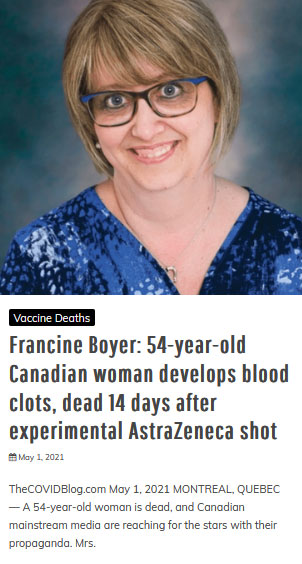 Vaccine Deaths
Francine Boyer: 54-year-old
Canadian woman develops blood
clots, dead 14 days after
experimental AstraZeneca shot
May 1, 2021
TheCOVIDBlog.com May 1, 2021 MONTREAL, QUEBEC
— A 54-year-old woman is dead, and Canadian
mainstream media are reaching for the stars with their
propaganda. Mrs.